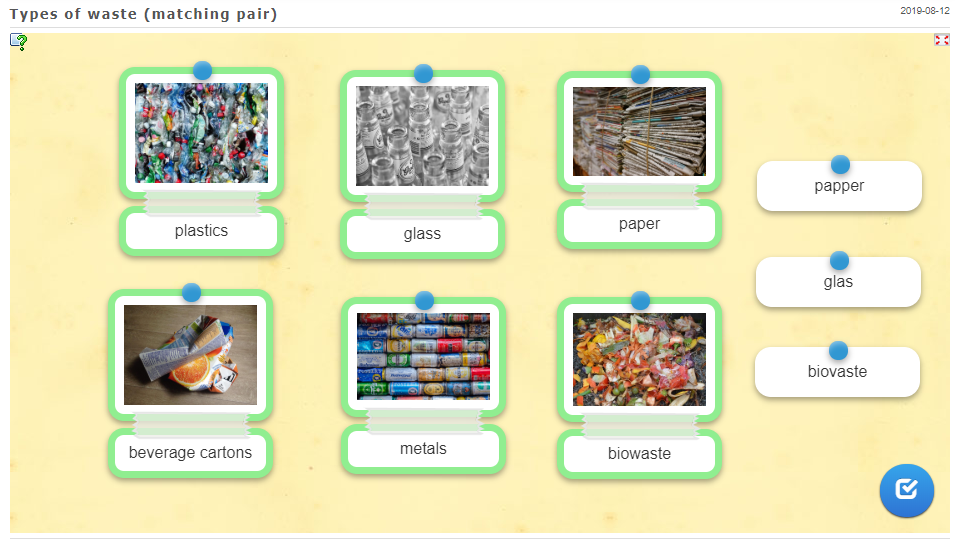 Types of waste (matching pair)
2019-08-12
plastics
glass
paper
papper
glas
biovaste
beverage cartons
metals
biowaste